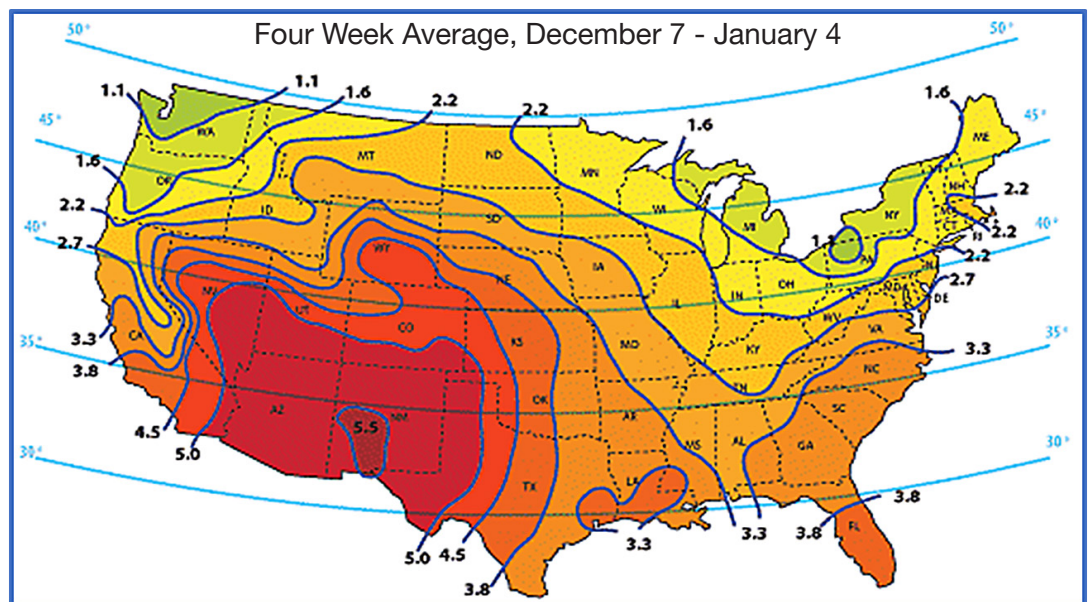 Four Week Average, December 7 - January 4
50°
50°
1.1
1.1
1.6
2.2
2.2
1.6
1.6
45°
45°
WA
MT
ND
MN
ME
1.6
OR
ID
SD
WI
MI
NY
NH
2.2
2.2
40°
40°
MS
RI
2.2
1.1
PA
2.2
2.7
WY
NE
IA
IL
IN
OH
NJ
MD
DE
2.7
NV
UT
CO
KS
MO
KY
WV
VA
3.3
CA
35°
35°
3.8
3.3
TN
NC
AZ
NM
OK
AR
SC
4.5
5.5
MS
AL
GA
5.0
30°
30°
TX
LA
3.8
3.8
FL
5.0
4.5
3.3
3.3
3.8